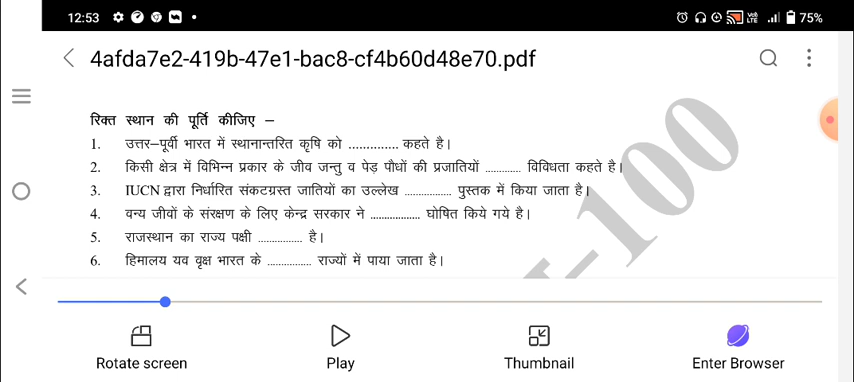 12:53
Vo) LTE 75%
4afda7e2-419b-47e1-bac8-cf4b60d48e70.pdf
रिक्त स्थान की पूर्ति कीजिए –
1. उत्तर–पूर्वी भारत में स्थानान्तरित कृषि को .............. कहते है।
2. किसी क्षेत्र में विभिन्न प्रकार के जीव जन्तु व पेड़ पौधों की प्रजातियों ............ विविधता कहते है।
3. IUCN द्वारा निर्धारित संकटग्रस्त जातियों का उल्लेख ................ पुस्तक में किया जाता है।
4. वन्य जीवों के संरक्षण के लिए केन्द्र सरकार ने ................. घोषित किये गये है।
5. राजस्थान का राज्य पक्षी ............... है।
6. हिमालय यव वृक्ष भारत के ............... राज्यों में पाया जाता है।
-100
Rotate screen Play Thumbnail Enter Browser